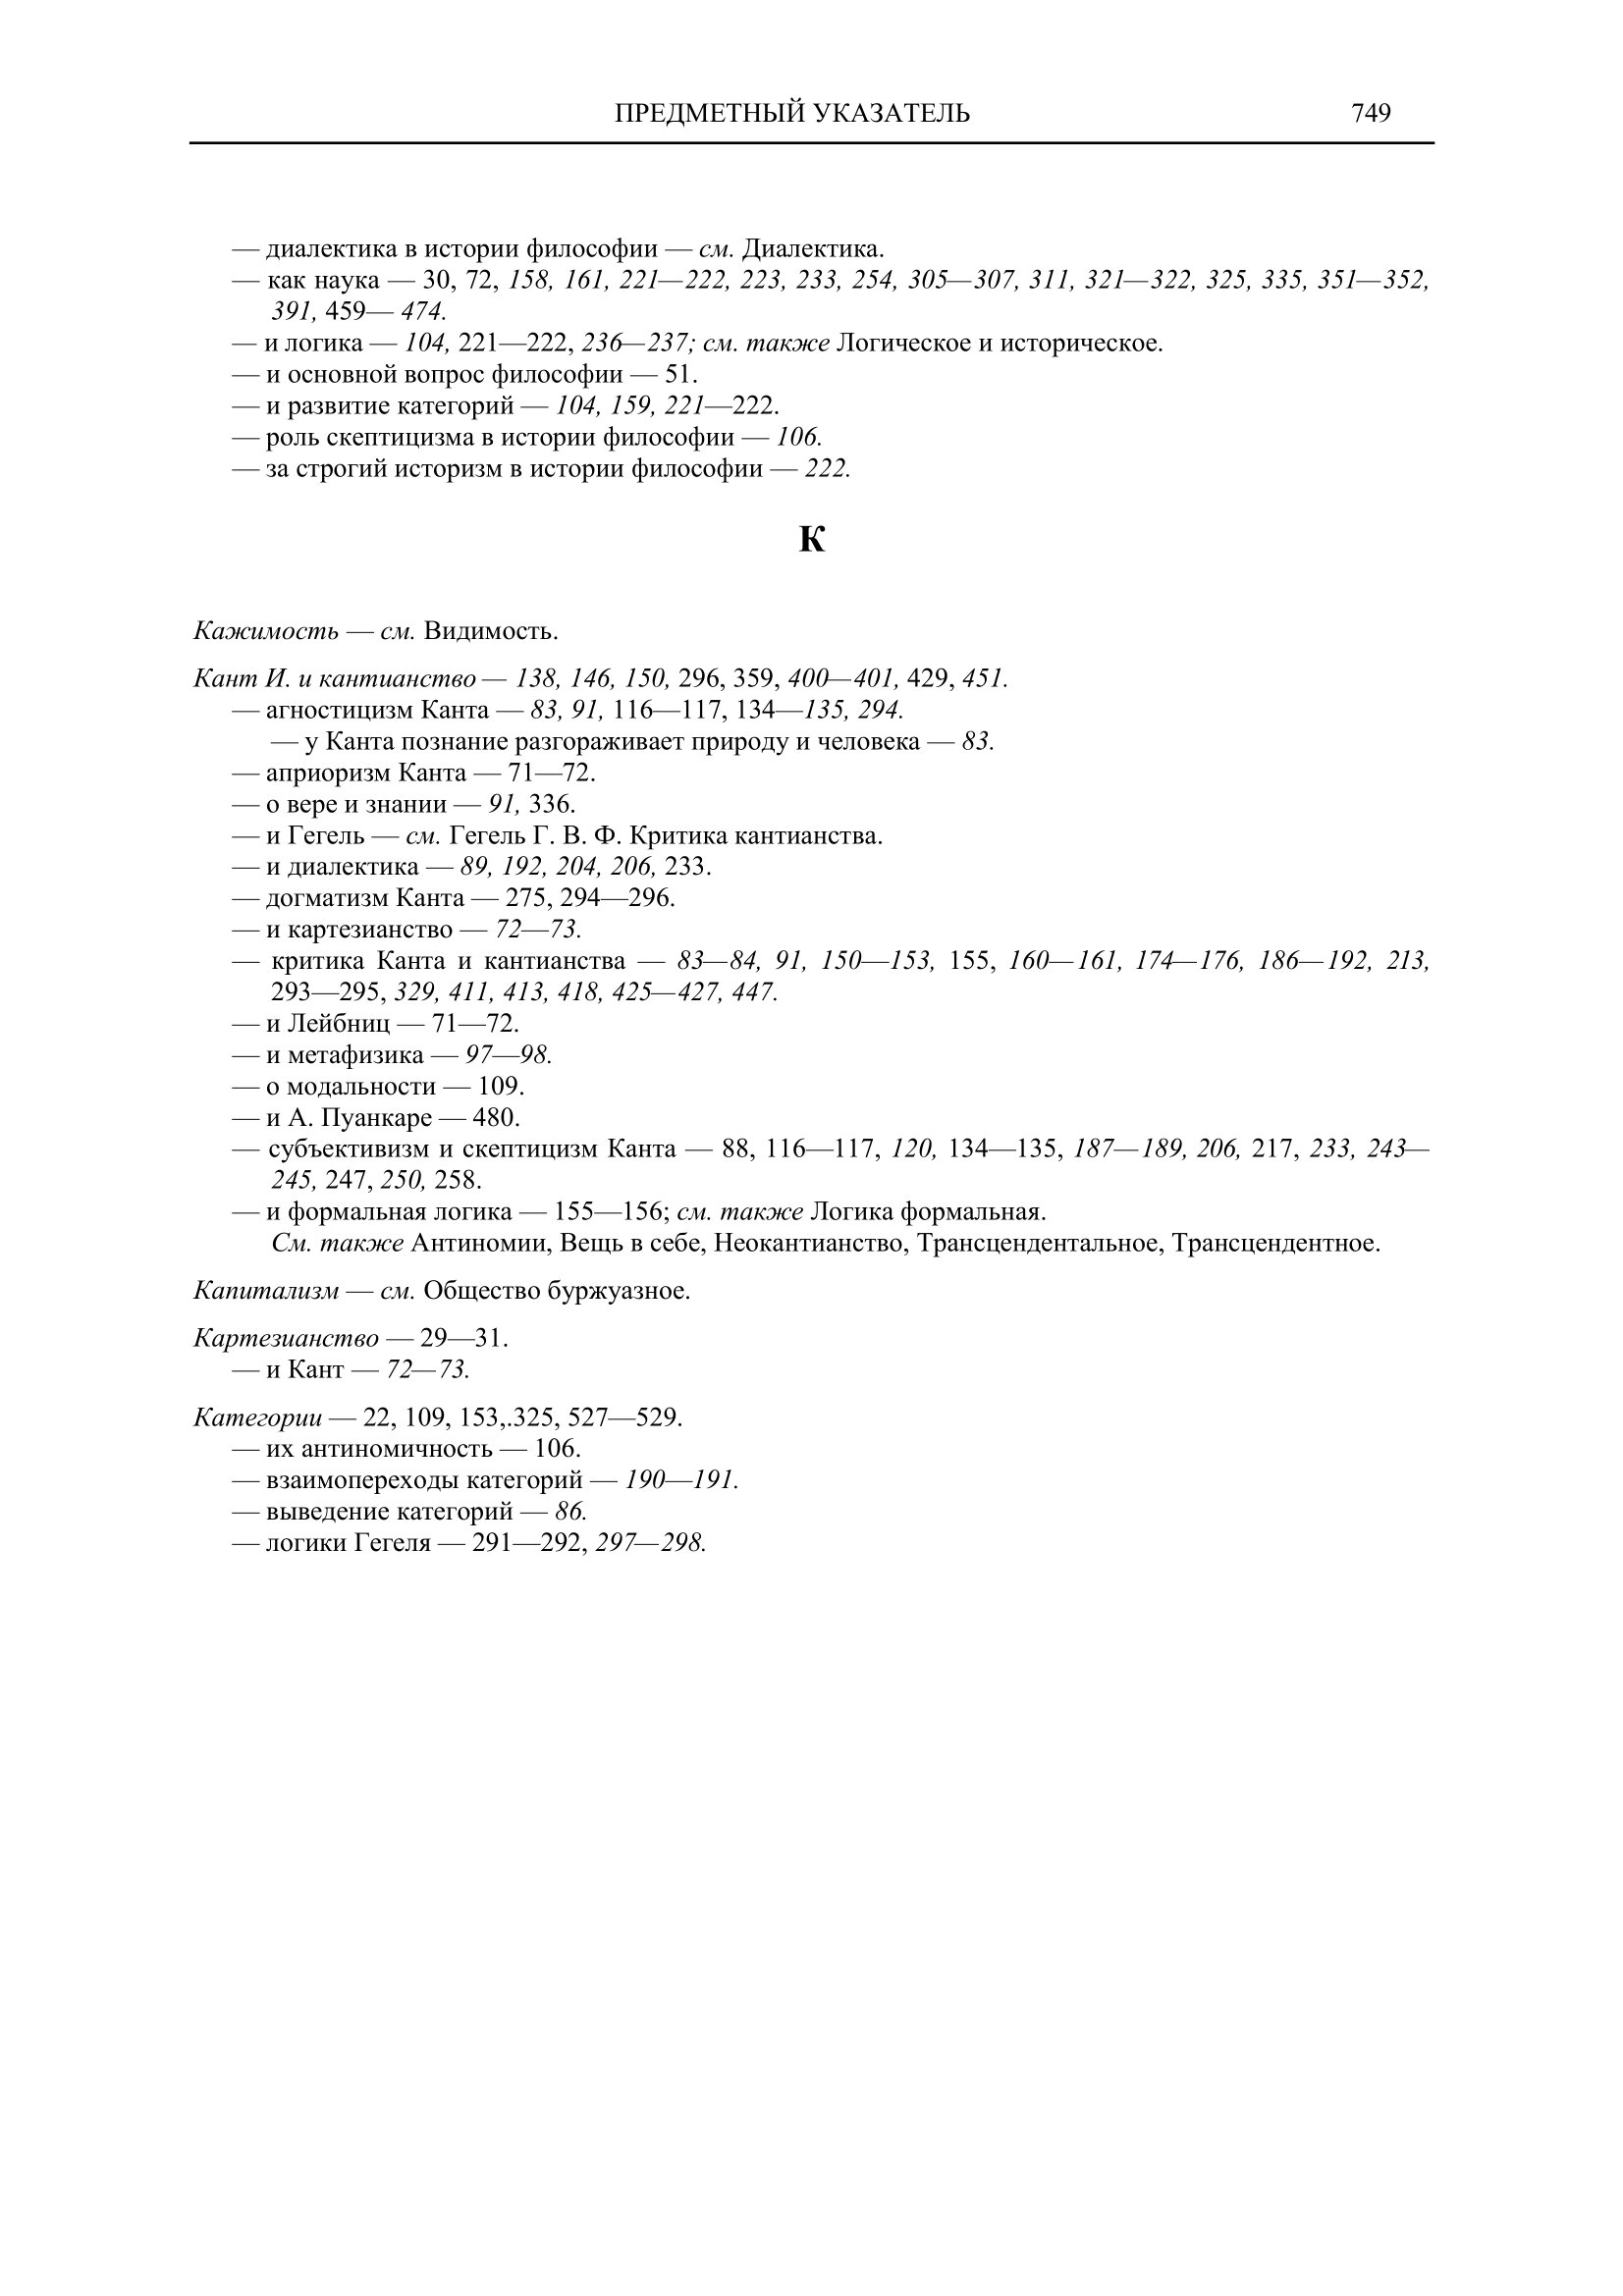 ПРЕДМЕТНЫЙ УКАЗАТЕЛЬ 749
— диалектика в истории философии — см. Диалектика.
— как наука — 30, 72, 158, 161, 221—222, 223, 233, 254, 305—307, 311, 321—322, 325, 335, 351—352,
391, 459— 474.
— и логика — 104, 221—222, 236—237; см. также Логическое и историческое.
— и основной вопрос философии — 51.
— и развитие категорий — 104, 159, 221—222.
— роль скептицизма в истории философии — 106.
— за строгий историзм в истории философии — 222.
К
Кажимость — см. Видимость.
Кант И. и кантианство — 138, 146, 150, 296, 359, 400—401, 429, 451.
— агностицизм Канта — 83, 91, 116—117, 134—135, 294.
— у Канта познание разгораживает природу и человека — 83.
— априоризм Канта — 71—72.
— о вере и знании — 91, 336.
— и Гегель — см. Гегель Г. В. Ф. Критика кантианства.
— и диалектика — 89, 192, 204, 206, 233.
— догматизм Канта — 275, 294—296.
— и картезианство — 72—73.
— критика Канта и кантианства — 83—84, 91, 150—153, 155, 160—161, 174—176, 186—192, 213,
293—295, 329, 411, 413, 418, 425—427, 447.
— и Лейбниц — 71—72.
— и метафизика — 97—98.
— о модальности — 109.
— и А. Пуанкаре — 480.
— субъективизм и скептицизм Канта — 88, 116—117, 120, 134—135, 187—189, 206, 217, 233, 243—
245, 247, 250, 258.
— и формальная логика — 155—156; см. также Логика формальная.
См. также Антиномии, Вещь в себе, Неокантианство, Трансцендентальное, Трансцендентное.
Капитализм — см. Общество буржуазное.
Картезианство — 29—31.
— и Кант — 72—73.
Категории — 22, 109, 153,.325, 527—529.
— их антиномичность — 106.
— взаимопереходы категорий — 190—191.
— выведение категорий — 86.
— логики Гегеля — 291—292, 297—298.